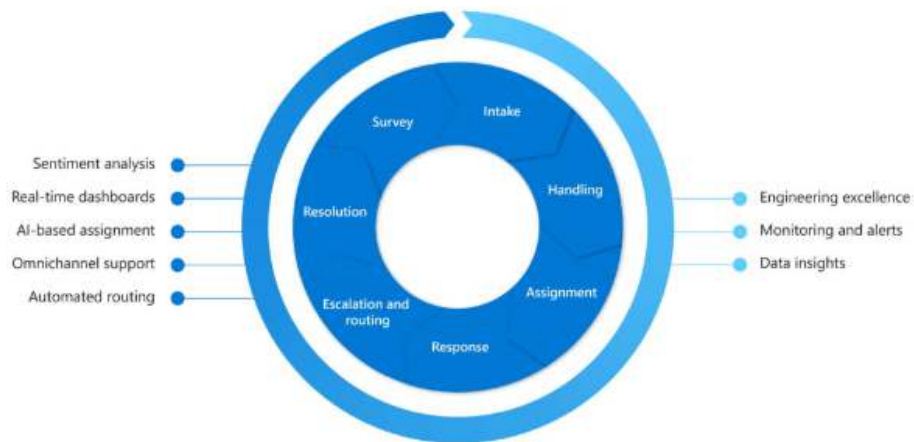 Intake
Survey
Sentiment analysis
Real-time dashboards
AI-based assignment
Omnichannel support
Automated routing
Handling
Resolution
Engineering excellence
Monitoring and alerts
Data insights
Assignment
Escalation and
routing
Response